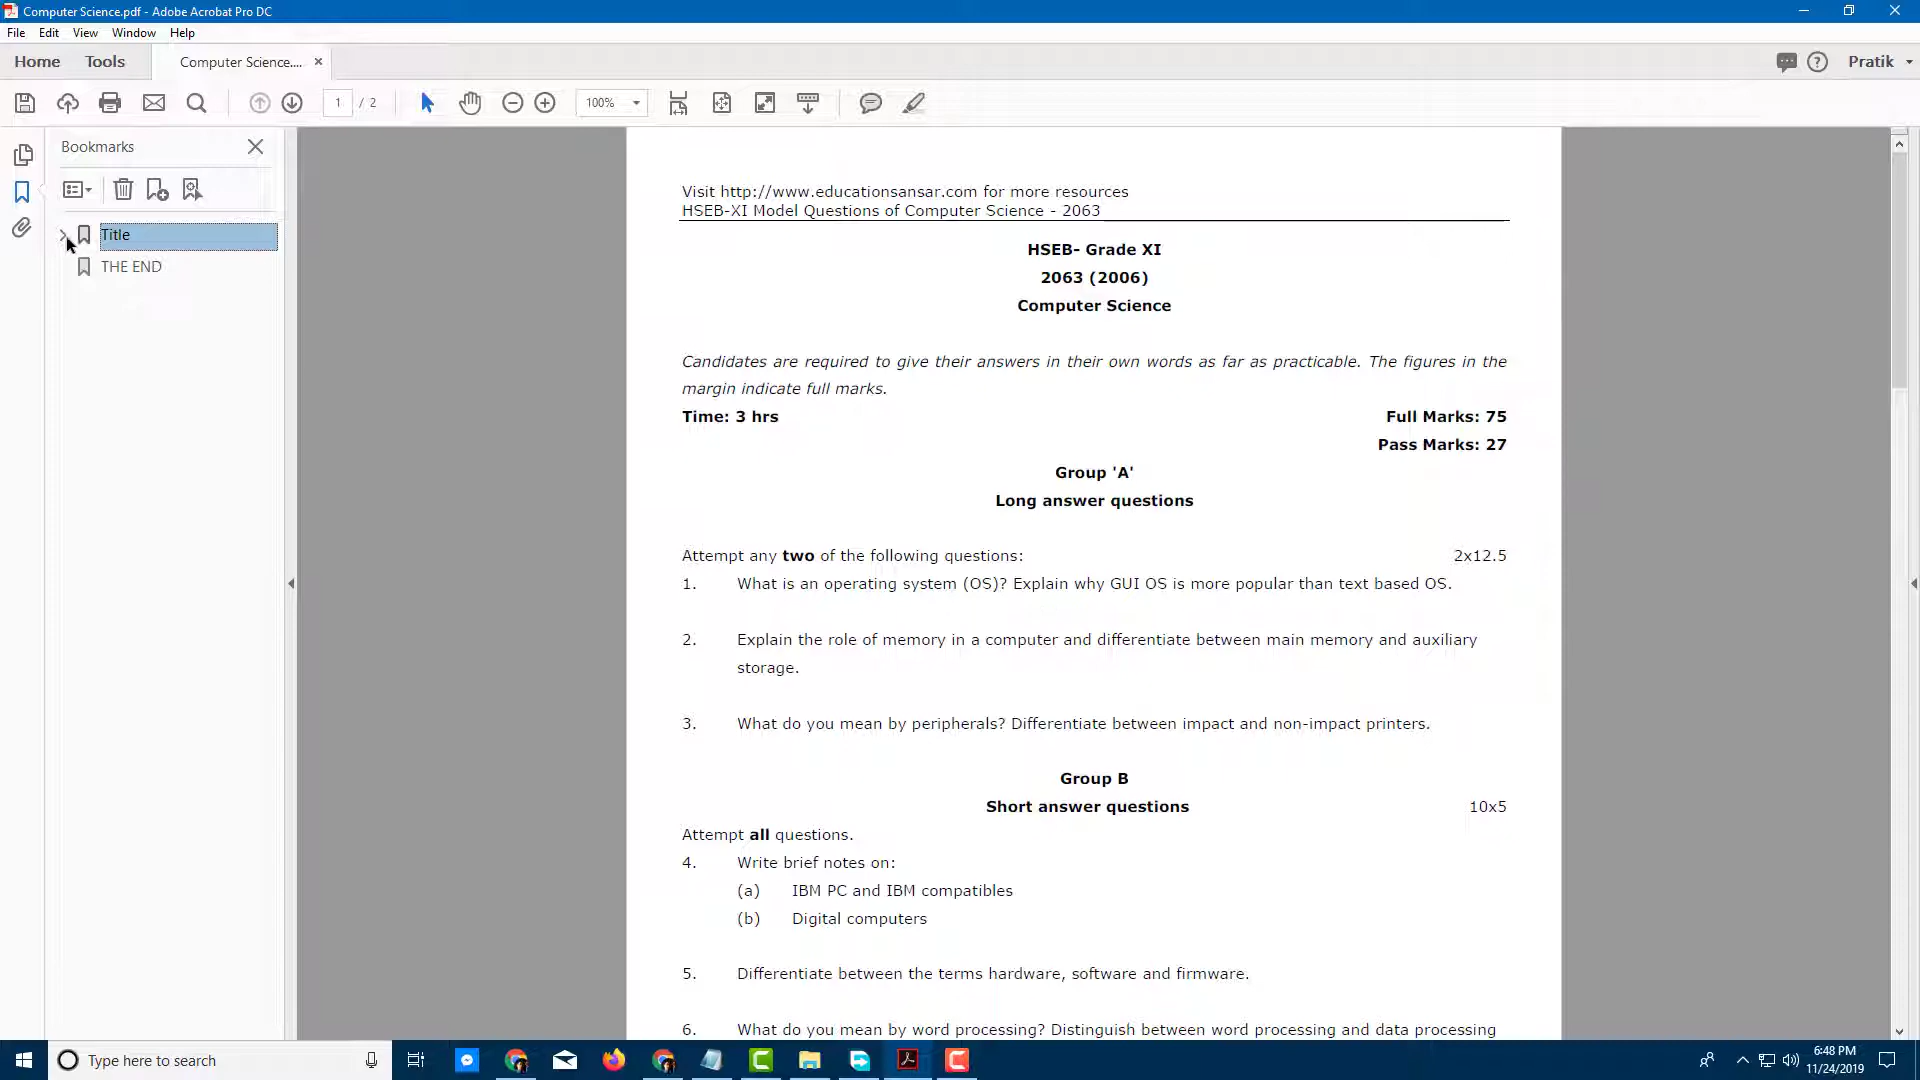 Computer Science.pdf - Adobe Acrobat Pro DC
File Edit View Window Help
Home Tools Computer Science.... Pratik
1 / 2 100%
Bookmarks
Title
THE END
Visit http://www.educationsansar.com for more resources
HSEB-XI Model Questions of Computer Science - 2063
HSEB- Grade XI
2063 (2006)
Computer Science
Candidates are required to give their answers in their own words as far as practicable. The figures in the
margin indicate full marks.
Time: 3 hrs Full Marks: 75
Pass Marks: 27
Group 'A'
Long answer questions
Attempt any two of the following questions: 2x12.5
1. What is an operating system (OS)? Explain why GUI OS is more popular than text based OS.
2. Explain the role of memory in a computer and differentiate between main memory and auxiliary
storage.
3. What do you mean by peripherals? Differentiate between impact and non-impact printers.
Group B
Short answer questions 10x5
Attempt all questions.
4. Write brief notes on:
(a) IBM PC and IBM compatibles
(b) Digital computers
5. Differentiate between the terms hardware, software and firmware.
6. What do you mean by word processing? Distinguish between word processing and data processing
Type here to search
6:48 PM
11/24/2019